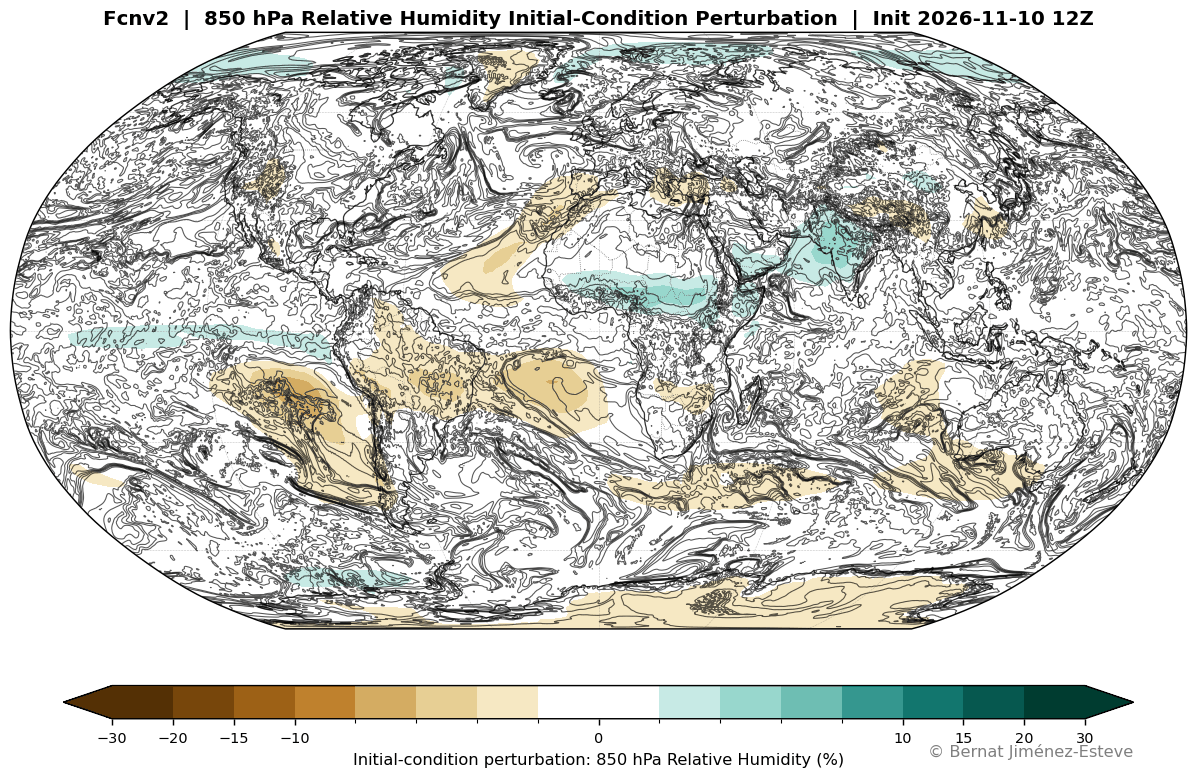 Fcnv2 | 850 hPa Relative Humidity Initial-Condition Perturbation | Init 2026-11-10 12Z
−30 −20 −15 −10 0 10 15 20 30
Initial-condition perturbation: 850 hPa Relative Humidity (%)
© Bernat Jiménez-Esteve